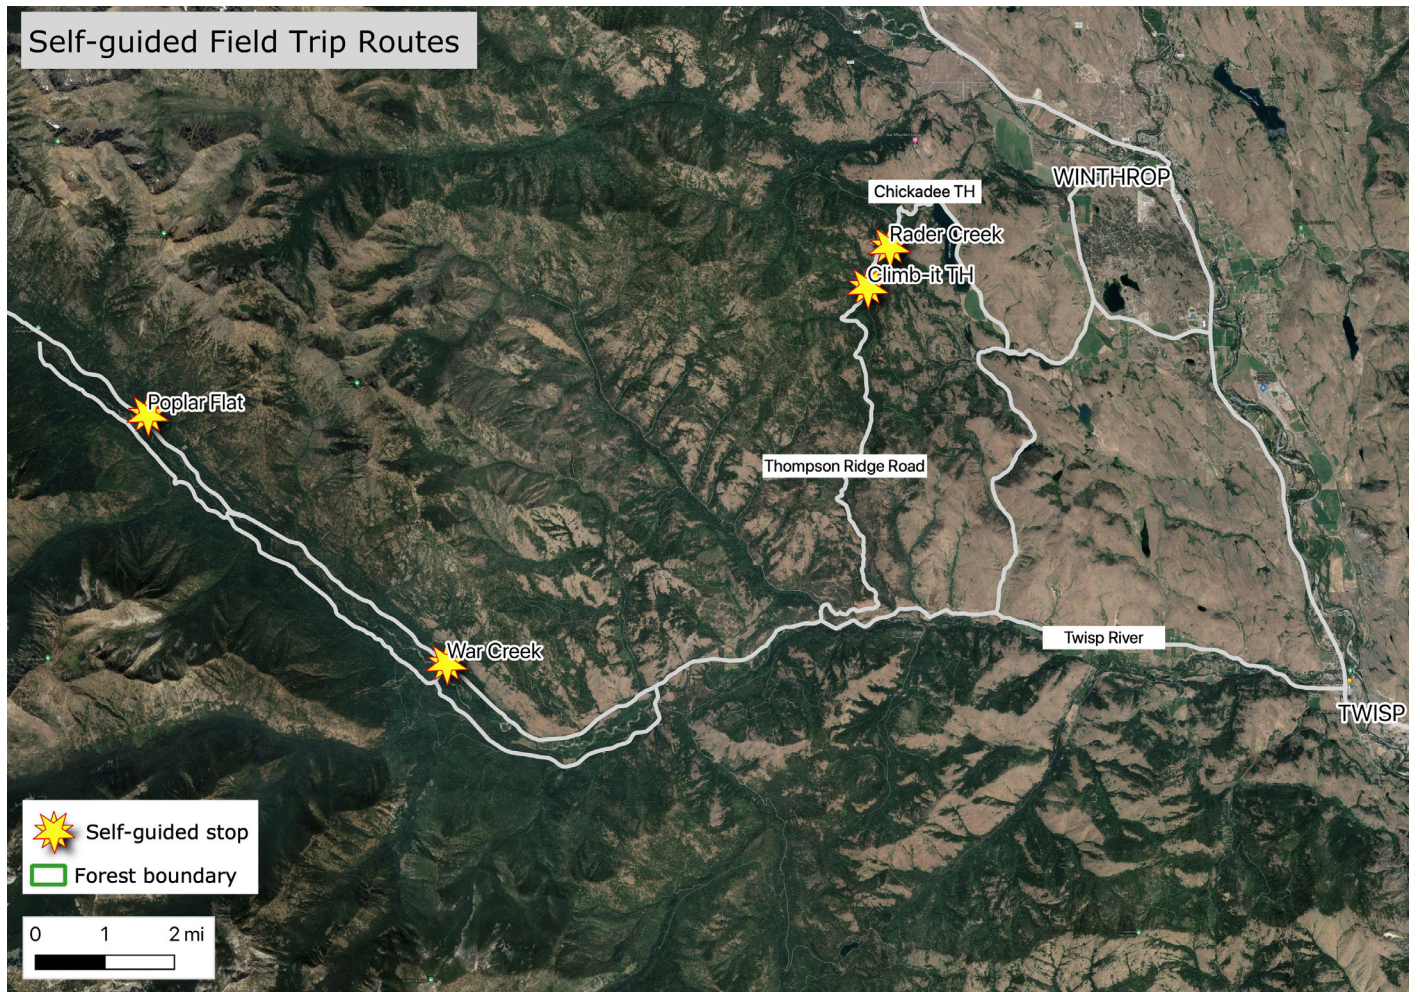 Self-guided Field Trip Routes
WINTHROP
Chickadee TH
Rader Creek
Climb-it TH
Poplar Flat
Thompson Ridge Road
War Creek
Twisp River
TWISP
Self-guided stop
Forest boundary
0 1 2 mi